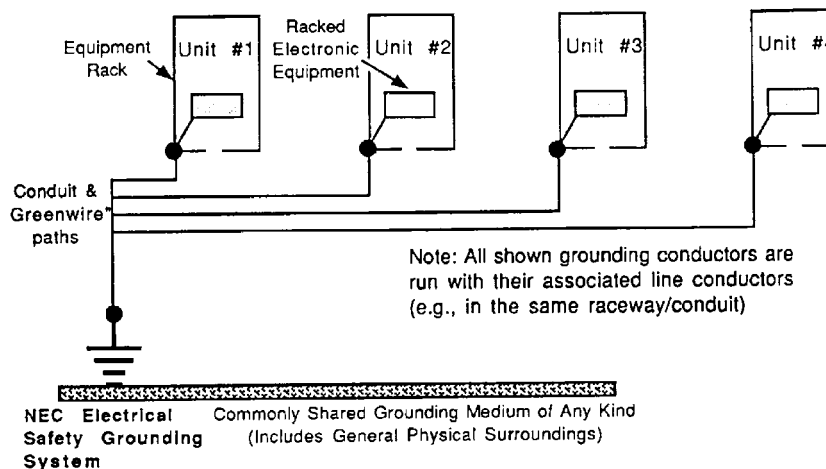 Equipment
Rack
Unit #1
Racked
Electronic
Equipment
Unit #2
Unit #3
Unit #
Conduit &
Greenwire"
paths
Note: All shown grounding conductors are
run with their associated line conductors
(e.g., in the same raceway/conduit)
NEC Electrical
Safety Grounding
System
Commonly Shared Grounding Medium of Any Kind
(Includes General Physical Surroundings)